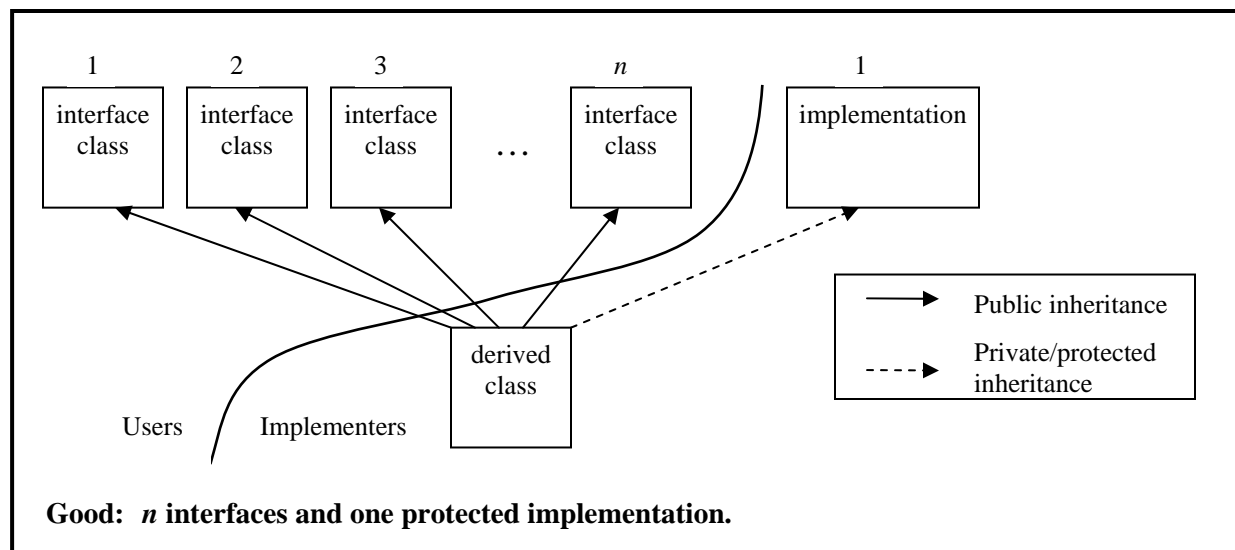 1 2 3 n 1
interface class
interface class
interface class
…
interface class
implementation
derived class
Public inheritance
Private/protected
inheritance
Users Implementers
Good: n interfaces and one protected implementation.